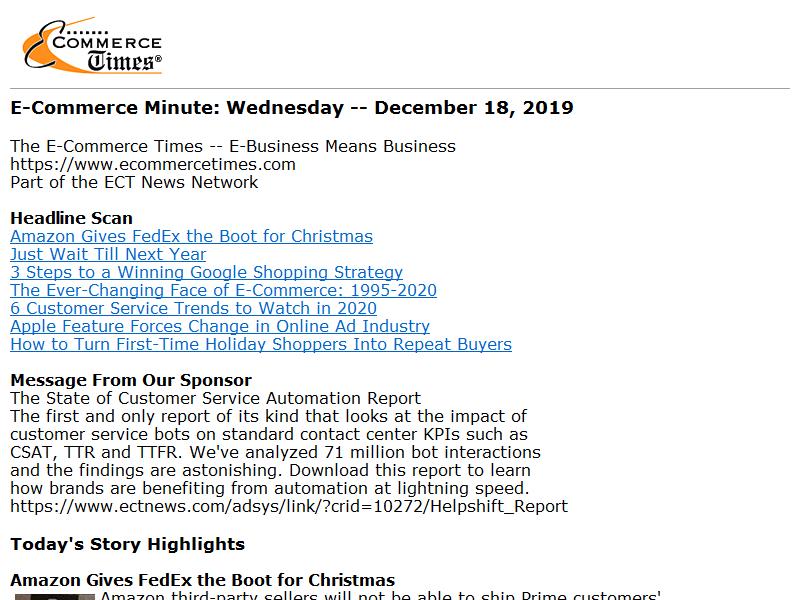 E-COMMERCE
Times®
E-Commerce Minute: Wednesday -- December 18, 2019
The E-Commerce Times -- E-Business Means Business
https://www.ecommercetimes.com
Part of the ECT News Network
Headline Scan
Amazon Gives FedEx the Boot for Christmas
Just Wait Till Next Year
3 Steps to a Winning Google Shopping Strategy
The Ever-Changing Face of E-Commerce: 1995-2020
6 Customer Service Trends to Watch in 2020
Apple Feature Forces Change in Online Ad Industry
How to Turn First-Time Holiday Shoppers Into Repeat Buyers
Message From Our Sponsor
The State of Customer Service Automation Report
The first and only report of its kind that looks at the impact of
customer service bots on standard contact center KPIs such as
CSAT, TTR and TTFR. We've analyzed 71 million bot interactions
and the findings are astonishing. Download this report to learn
how brands are benefiting from automation at lightning speed.
https://www.ectnews.com/adsys/link/?crid=10272/Helpshift_Report
Today's Story Highlights
Amazon Gives FedEx the Boot for Christmas
Amazon third-party sellers will not be able to ship Prime customers'